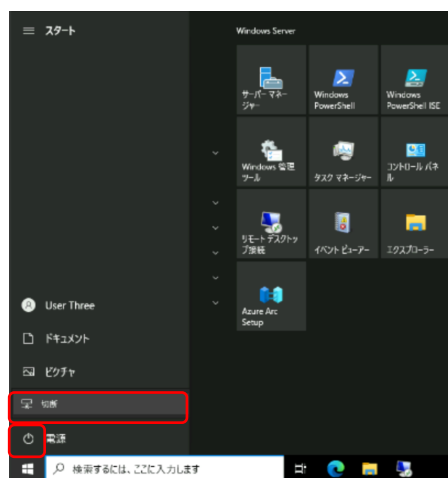 スタート
Windows Server
サーバー マネー
ジャー
Windows
PowerShell
Windows
PowerShell ISE
Windows 管理
ツール
タスク マネージャー
コントロール パネ
ル
リモート デスクトッ
プ接続
イベント ビューアー
エクスプローラー
Azure Arc
Setup
User Three
ドキュメント
ピクチャ
切断
電源
検索するには、ここに入力します